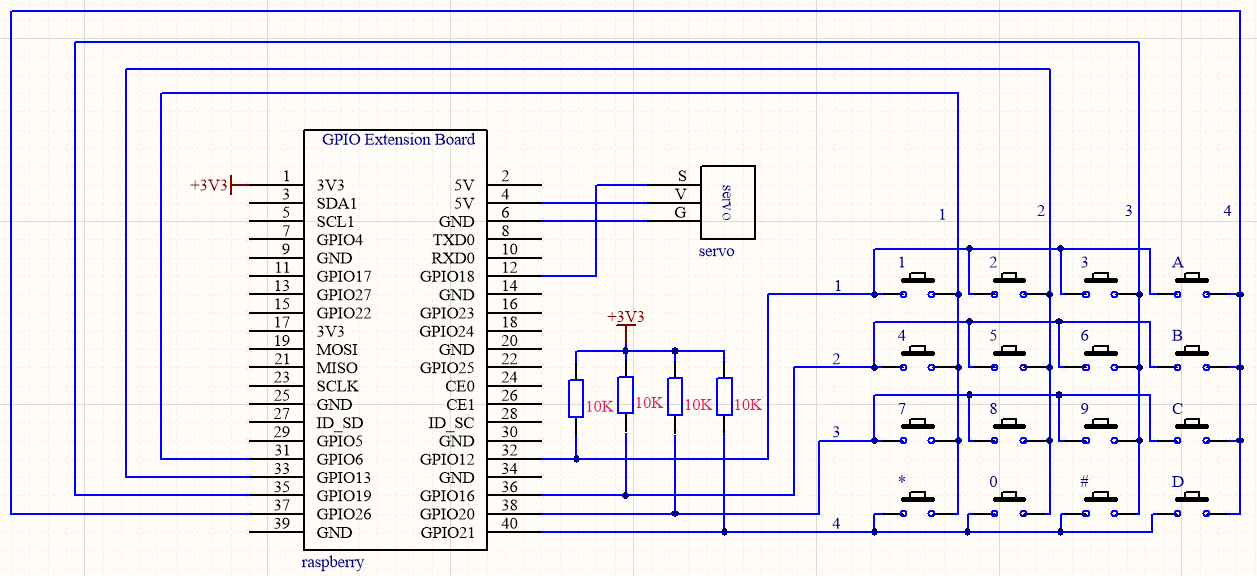 GPIO Extension Board
+3V3 1 3V3 5V 2
3 SDA1 5V 4
5 SCL1 GND 6
7 GPIO4 TXD0 8
9 GND RXD0 10
11 GPIO17 GPIO18 12
13 GPIO27 GND 14
15 GPIO22 GPIO23 16
17 3V3 GPIO24 18
19 MOSI GND 20
21 MISO GPIO25 22
23 SCLK CE0 24
25 GND CE1 26
27 ID_SD ID_SC 28
29 GPIO5 GND 30
31 GPIO6 GPIO12 32
33 GPIO13 GND 34
35 GPIO19 GPIO16 36
37 GPIO26 GPIO20 38
39 GND GPIO21 40
raspberry
S
V
G
servo
servo
+3V3
10K 10K 10K 10K
1 2 3 4
1
1 2 3 A
2
4 5 6 B
3
7 8 9 C
4
* 0 # D